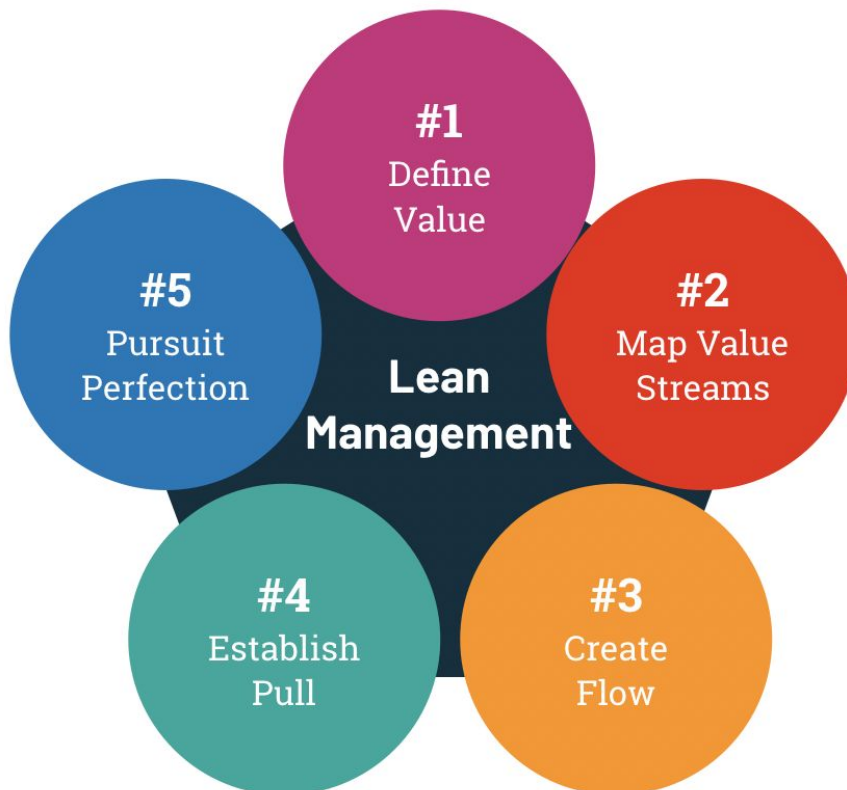 #1
Define
Value
#2
Map Value
Streams
#3
Create
Flow
#4
Establish
Pull
#5
Pursuit
Perfection
Lean
Management